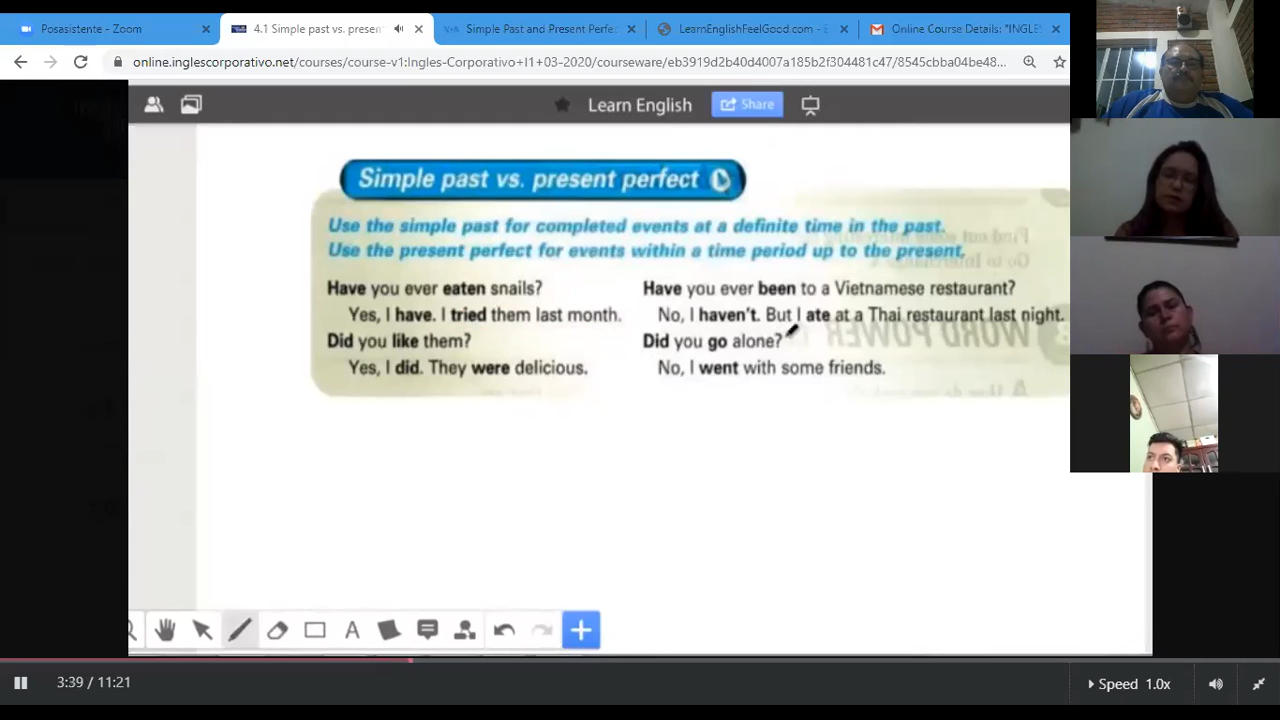 Posasistente - Zoom
4.1 Simple past vs. presen
Simple Past and Present Perfe
LearnEnglishFeelGood.com - E
Online Course Details: "INGLE
online.inglescorporativo.net/courses/course-v1:Ingles-Corporativo+I1+03-2020/courseware/eb391cd2b40d4007a185b2f304481c47/8545cbba04be48...
Learn English
Share
Simple past vs. present perfect
Use the simple past for completed events at a definite time in the past.
Use the present perfect for events within a time period up to the present.
Have you ever eaten snails?
Yes, I have. I tried them last month.
Did you like them?
Yes, I did. They were delicious.
Have you ever been to a Vietnamese restaurant?
No, I haven't. But I ate at a Thai restaurant last night.
Did you go alone?
No, I went with some friends.
WORD POWER
3:39 / 11:21
Speed 1.0x